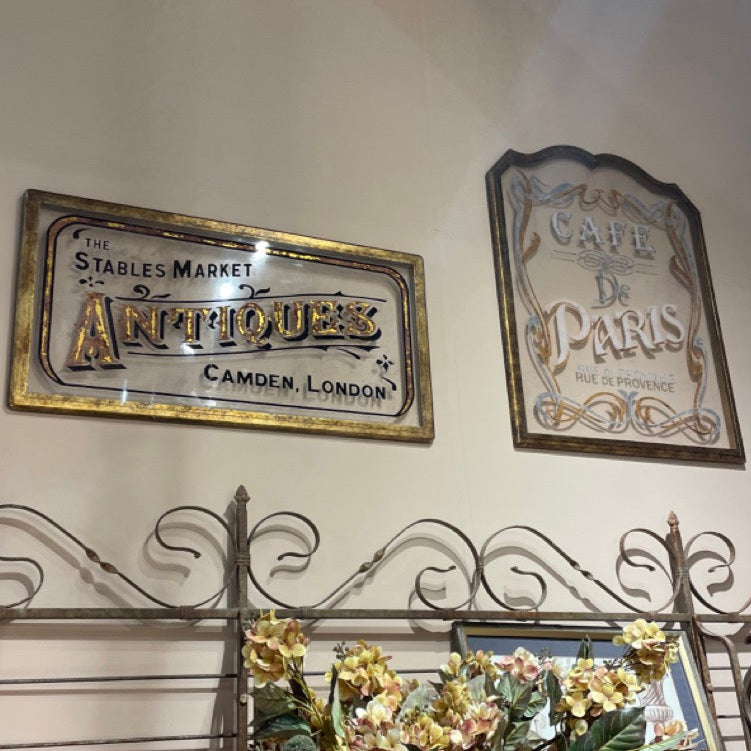 THE
STABLES MARKET
ANTIQUES
CAMDEN, LONDON
CAFE
De
PARIS
RUE DE PROVENCE